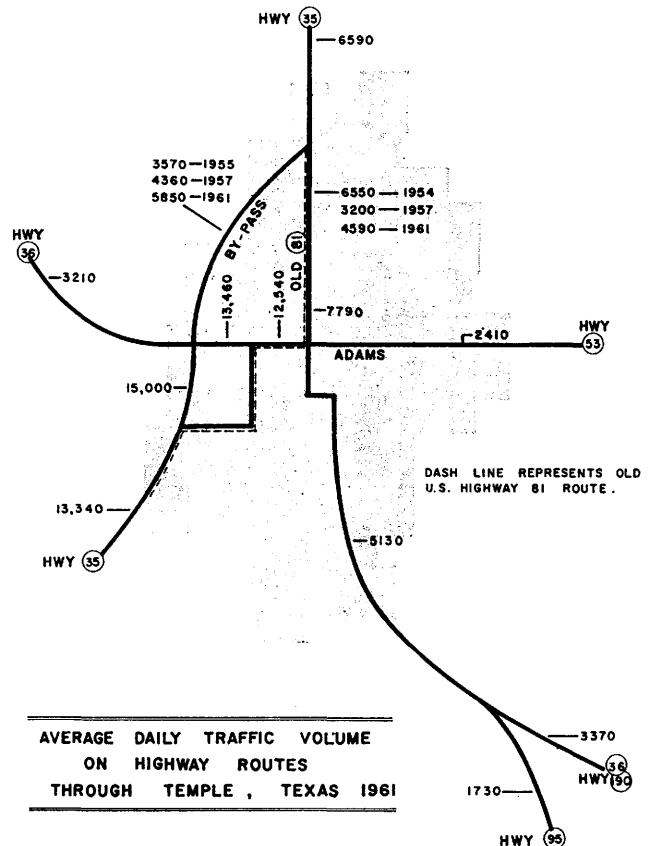 HWY 35
6590
3570—1955
4360—1957
5850—1961
BY-PASS
6550—1954
3200—1957
4590—1961
OLD 81
HWY
36
3210
13,460
12,540
7790
2410
HWY
53
ADAMS
15,000
DASH LINE REPRESENTS OLD
U.S. HIGHWAY 81 ROUTE.
13,340
HWY 35
5130
AVERAGE DAILY TRAFFIC VOLUME
ON HIGHWAY ROUTES
THROUGH TEMPLE, TEXAS 1961
3370
36
HWY 190
1730
HWY 95